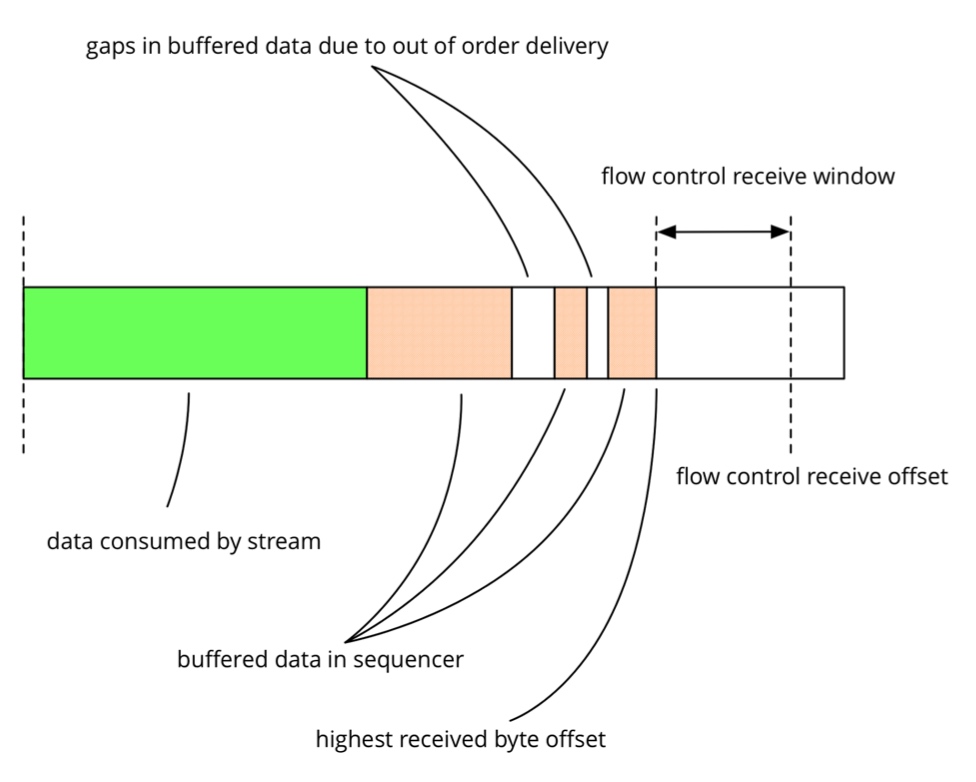 gaps in buffered data due to out of order delivery
flow control receive window
flow control receive offset
data consumed by stream
buffered data in sequencer
highest received byte offset